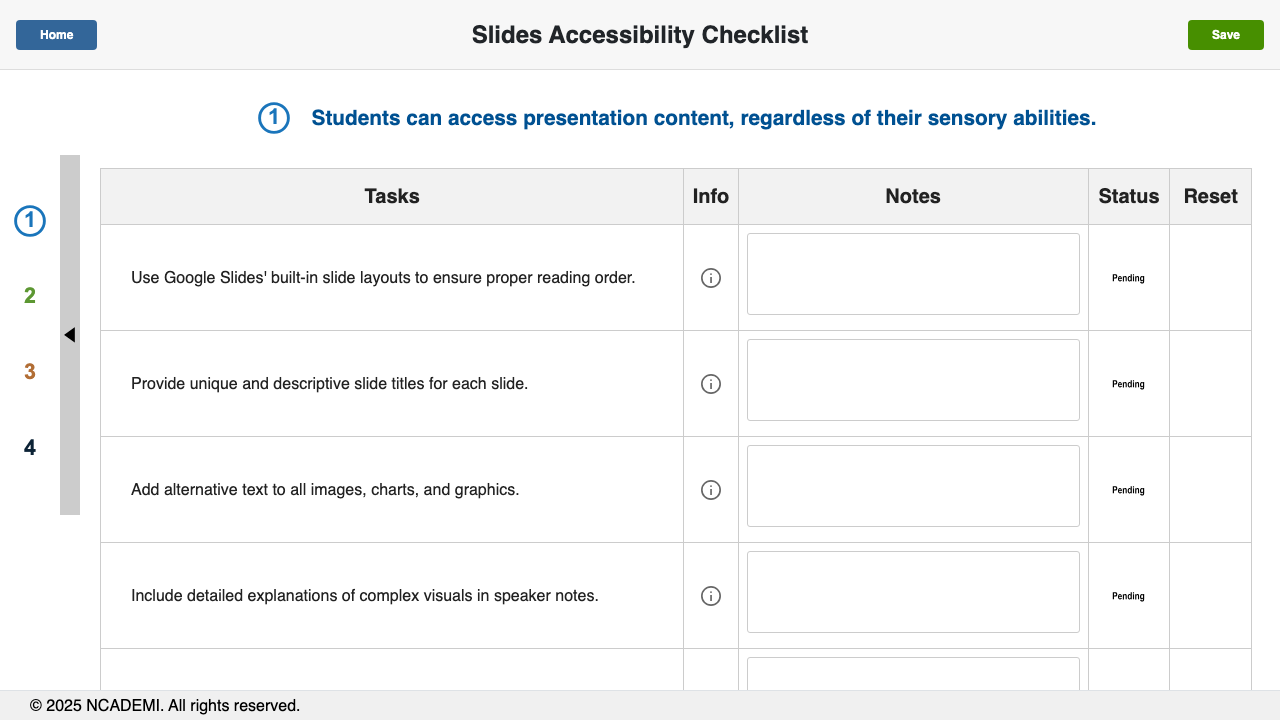 Home
Slides Accessibility Checklist
Save
1 Students can access presentation content, regardless of their sensory abilities.
1
2
3
4
Tasks Info Notes Status Reset
Use Google Slides' built-in slide layouts to ensure proper reading order. Pending
Provide unique and descriptive slide titles for each slide. Pending
Add alternative text to all images, charts, and graphics. Pending
Include detailed explanations of complex visuals in speaker notes. Pending
© 2025 NCADEMI. All rights reserved.